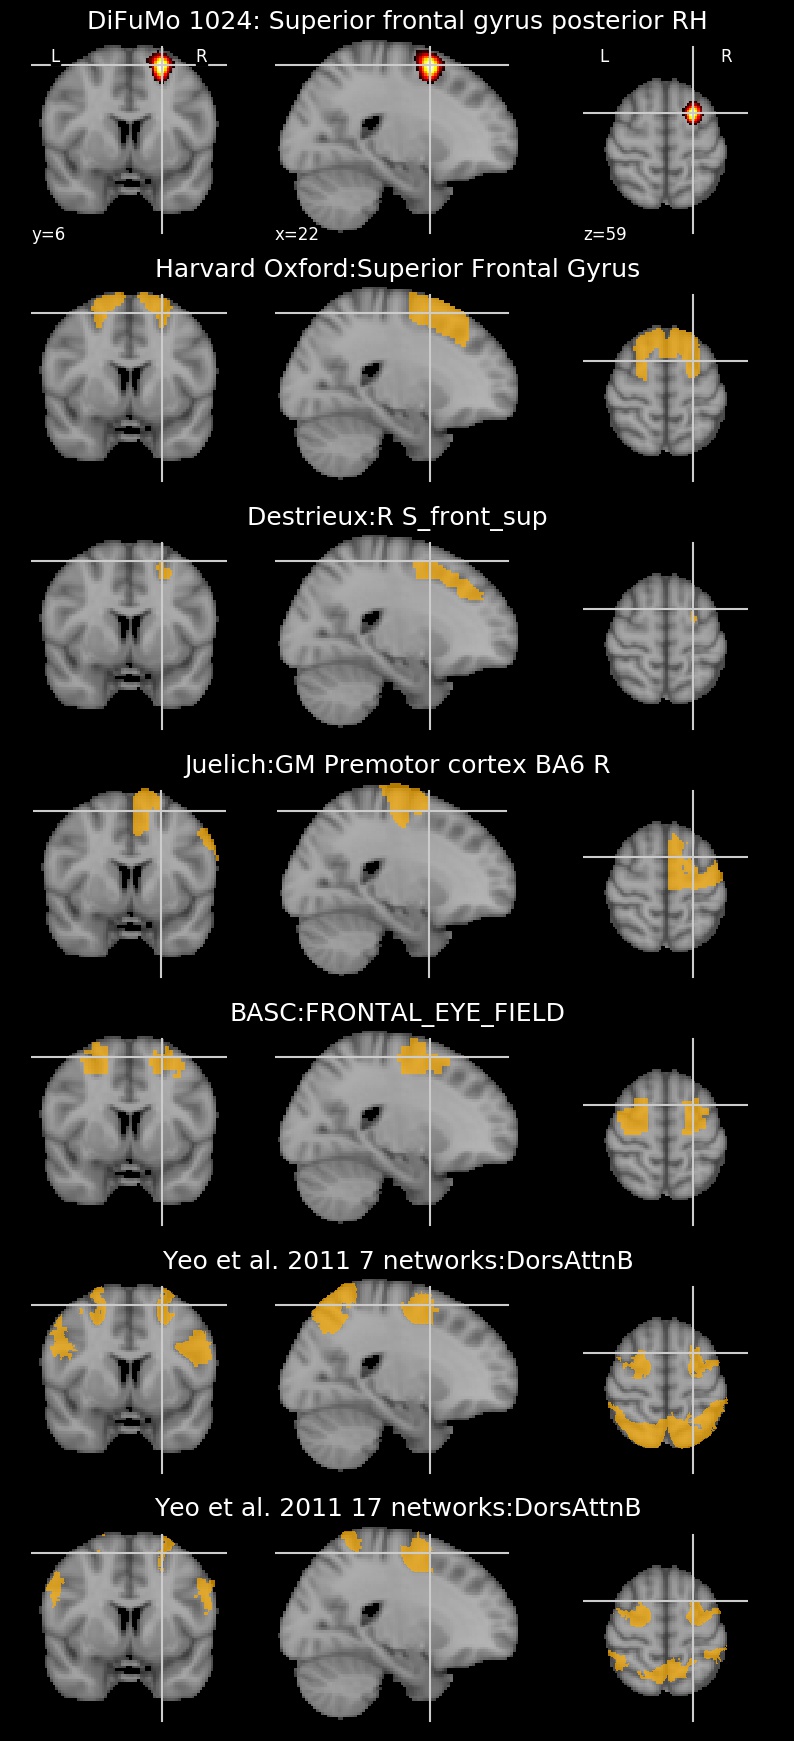 DiFuMo 1024: Superior frontal gyrus posterior RH
L R L R
y=6 x=22 z=59
Harvard Oxford:Superior Frontal Gyrus
Destrieux:R S_front_sup
Juelich:GM Premotor cortex BA6 R
BASC:FRONTAL_EYE_FIELD
Yeo et al. 2011 7 networks:DorsAttnB
Yeo et al. 2011 17 networks:DorsAttnB